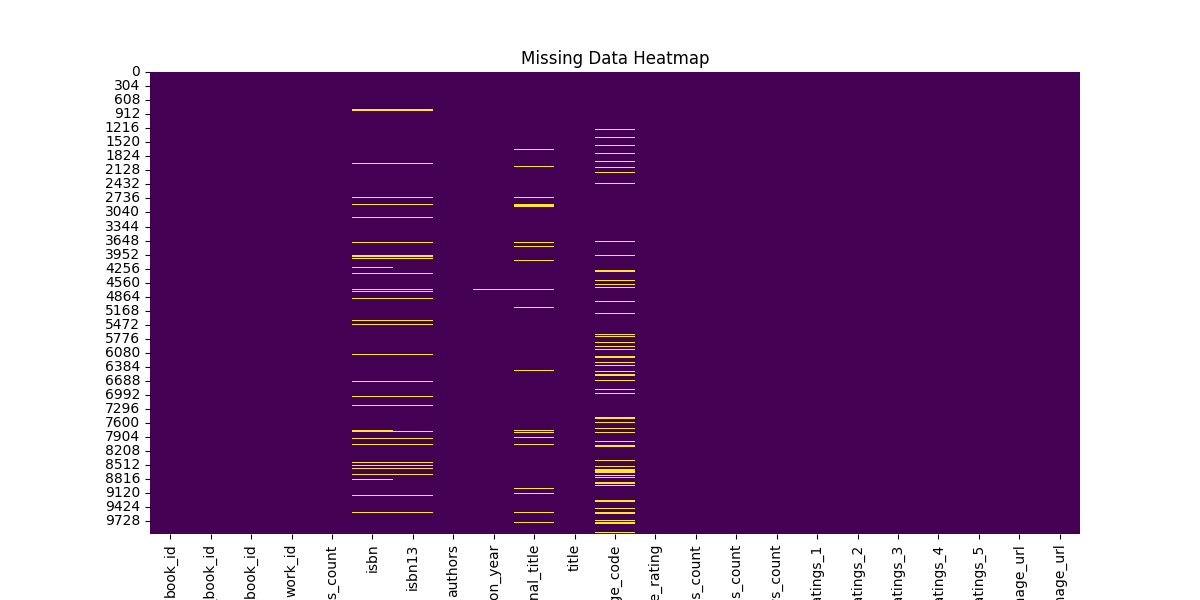 Missing Data Heatmap
0
304
608
912
1216
1520
1824
2128
2432
2736
3040
3344
3648
3952
4256
4560
4864
5168
5472
5776
6080
6384
6688
6992
7296
7600
7904
8208
8512
8816
9120
9424
9728
book_id
book_id
book_id
work_id
s_count
isbn
isbn13
authors
on_year
nal_title
title
ge_code
e_rating
s_count
s_count
s_count
atings_1
atings_2
atings_3
atings_4
atings_5
nage_url
nage_url